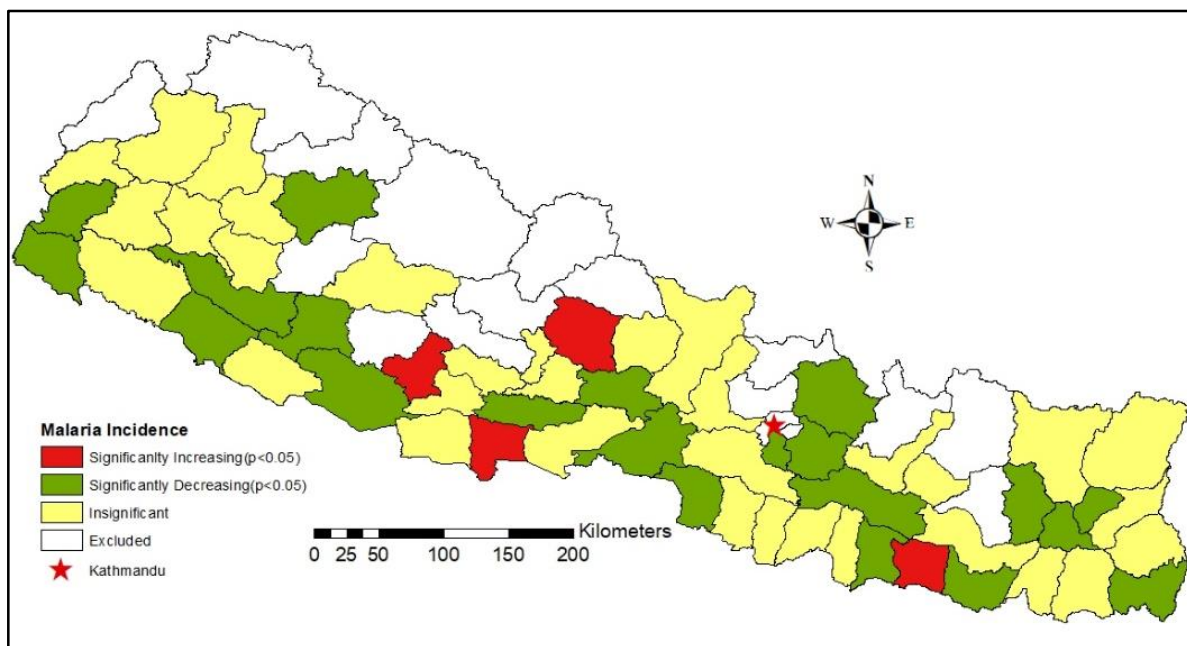 N
W E
S
Malaria Incidence
Significanlty Increasing(p<0.05)
Significantly Decreasing(p<0.05)
Insignificant
Excluded
Kathmandu
Kilometers
0 25 50 100 150 200